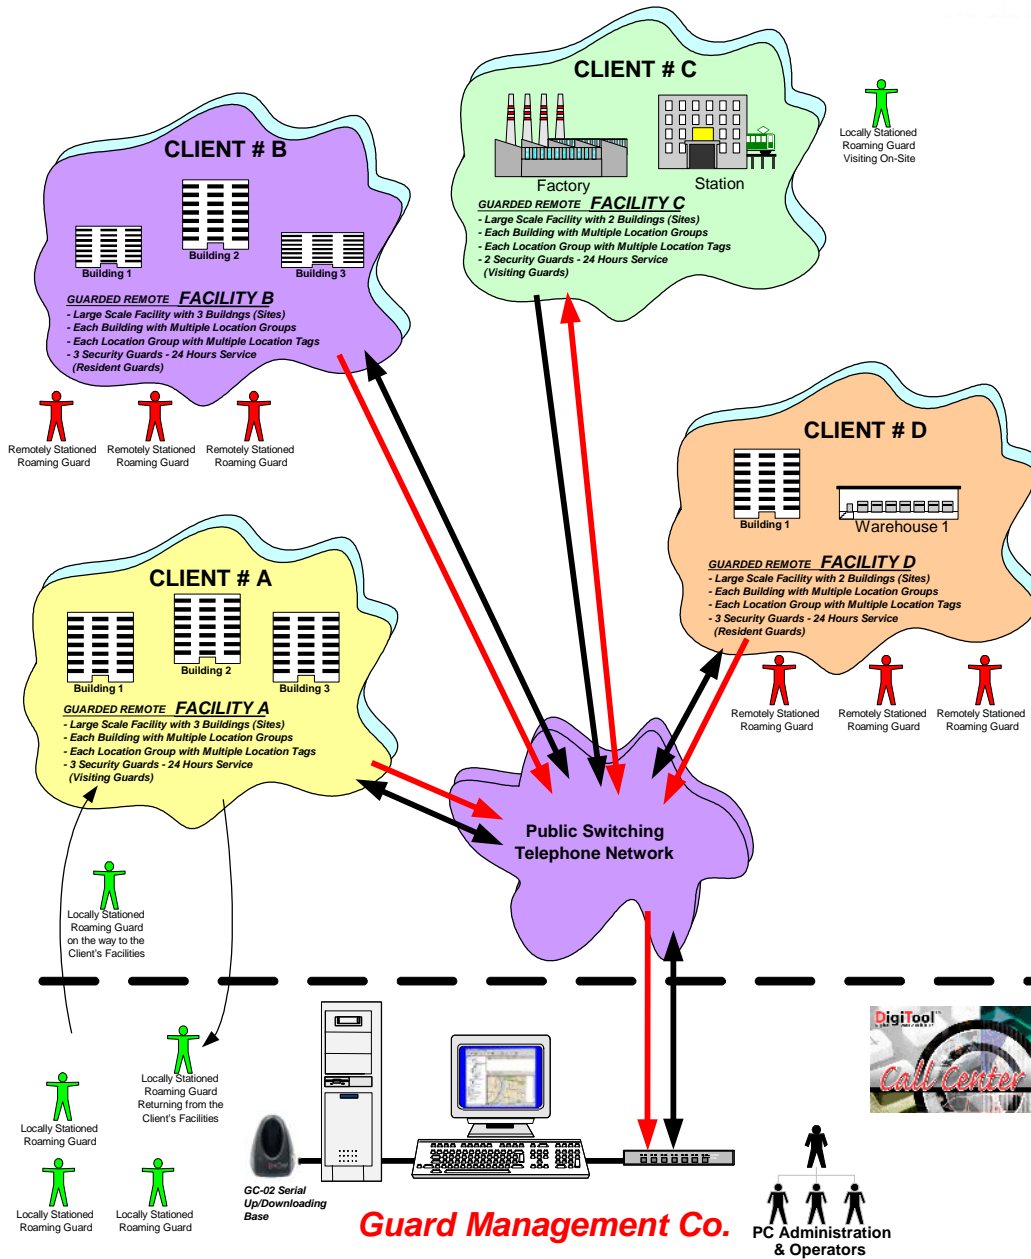 CLIENT # C
Factory
Station
GUARDED REMOTE FACILITY C
- Large Scale Facility with 2 Buildings (Sites)
- Each Building with Multiple Location Groups
- Each Location Group with Multiple Location Tags
- 2 Security Guards - 24 Hours Service
(Visiting Guards)
Locally Stationed
Roaming Guard
Visiting On-Site
CLIENT # B
Building 1
Building 2
Building 3
GUARDED REMOTE FACILITY B
- Large Scale Facility with 3 Buildngs (Sites)
- Each Building with Multiple Location Groups
- Each Location Group with Multiple Location Tags
- 3 Security Guards - 24 Hours Service
(Resident Guards)
Remotely Stationed
Roaming Guard
Remotely Stationed
Roaming Guard
Remotely Stationed
Roaming Guard
CLIENT # D
Building 1
Warehouse 1
GUARDED REMOTE FACILITY D
- Large Scale Facility with 2 Buildings (Sites)
- Each Building with Multiple Location Groups
- Each Location Group with Multiple Location Tags
- 3 Security Guards - 24 Hours Service
(Resident Guards)
Remotely Stationed
Roaming Guard
Remotely Stationed
Roaming Guard
Remotely Stationed
Roaming Guard
CLIENT # A
Building 1
Building 2
Building 3
GUARDED REMOTE FACILITY A
- Large Scale Facility with 3 Buildings (Sites)
- Each Building with Multiple Location Groups
- Each Location Group with Multiple Location Tags
- 3 Security Guards - 24 Hours Service
(Visiting Guards)
Public Switching
Telephone Network
Locally Stationed
Roaming Guard
on the way to the
Client's Facilities
Locally Stationed
Roaming Guard
Returning from the
Client's Facilities
Locally Stationed
Roaming Guard
Locally Stationed
Roaming Guard
Locally Stationed
Roaming Guard
GC-02 Serial
Up/Downloading
Base
DigiTool
Call Center
Guard Management Co.
PC Administration
& Operators